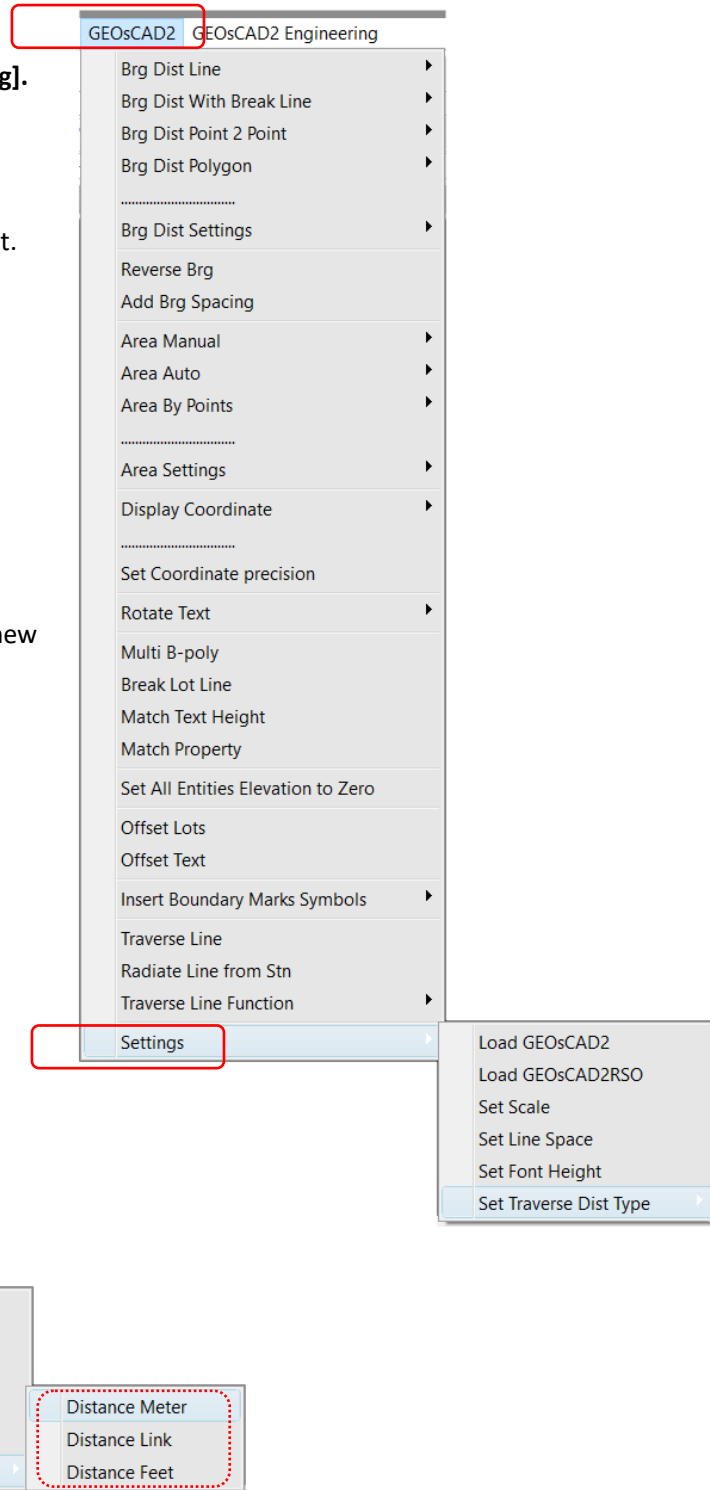 GEOsCAD2 GEOsCAD2 Engineering
g].
Brg Dist Line
Brg Dist With Break Line
Brg Dist Point 2 Point
Brg Dist Polygon
................................
t.
Brg Dist Settings
Reverse Brg
Add Brg Spacing
Area Manual
Area Auto
Area By Points
................................
Area Settings
Display Coordinate
................................
Set Coordinate precision
Rotate Text
new
Multi B-poly
Break Lot Line
Match Text Height
Match Property
Set All Entities Elevation to Zero
Offset Lots
Offset Text
Insert Boundary Marks Symbols
Traverse Line
Radiate Line from Stn
Traverse Line Function
Settings
Load GEOsCAD2
Load GEOsCAD2RSO
Set Scale
Set Line Space
Set Font Height
Set Traverse Dist Type
Distance Meter
Distance Link
Distance Feet